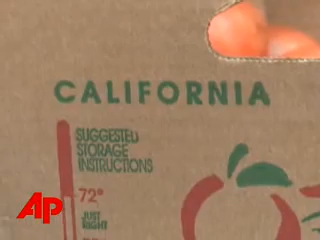 CALIFORNIA
SUGGESTED
STORAGE
INSTRUCTIONS
72°
JUST
RIGHT
AP